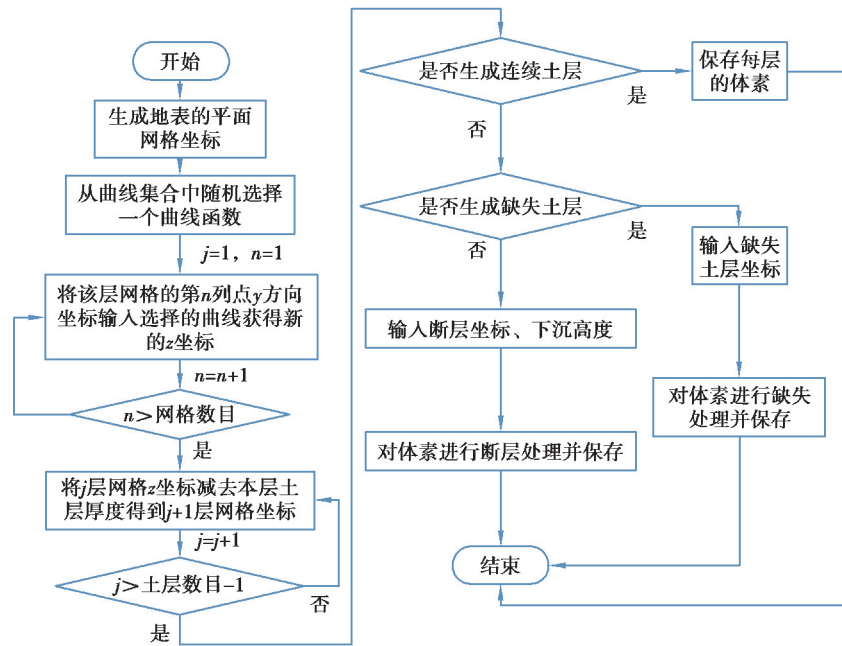 开始
生成地表的平面
网格坐标
从曲线集合中随机选择
一个曲线函数
j=1，n=1
将该层网格的第n列点y方向
坐标输入选择的曲线获得新
的z坐标
n=n+1
n>网格数目
是
将j层网格z坐标减去本层土
层厚度得到j+1层网格坐标
j=j+1
j>土层数目-1
否
是
是否生成连续土层
是
保存每层
的体素
否
是否生成缺失土层
是
否
输入缺失
土层坐标
输入断层坐标、下沉高度
对体素进行缺失
处理并保存
对体素进行断层处理并保存
结束